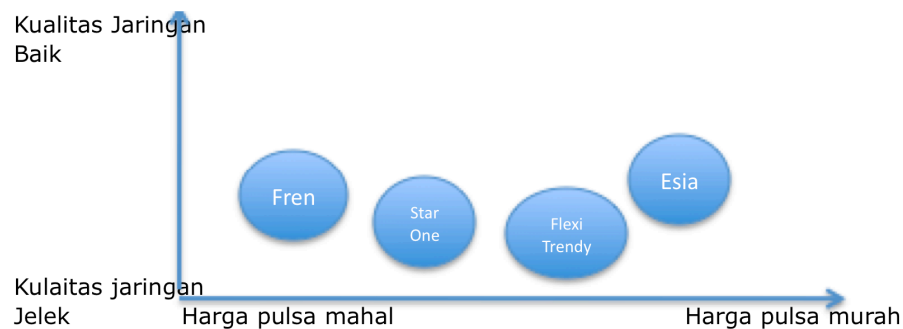 Kualitas Jaringan
Baik
Fren
Star
One
Flexi
Trendy
Esia
Kulaitas jaringan
Jelek
Harga pulsa mahal
Harga pulsa murah